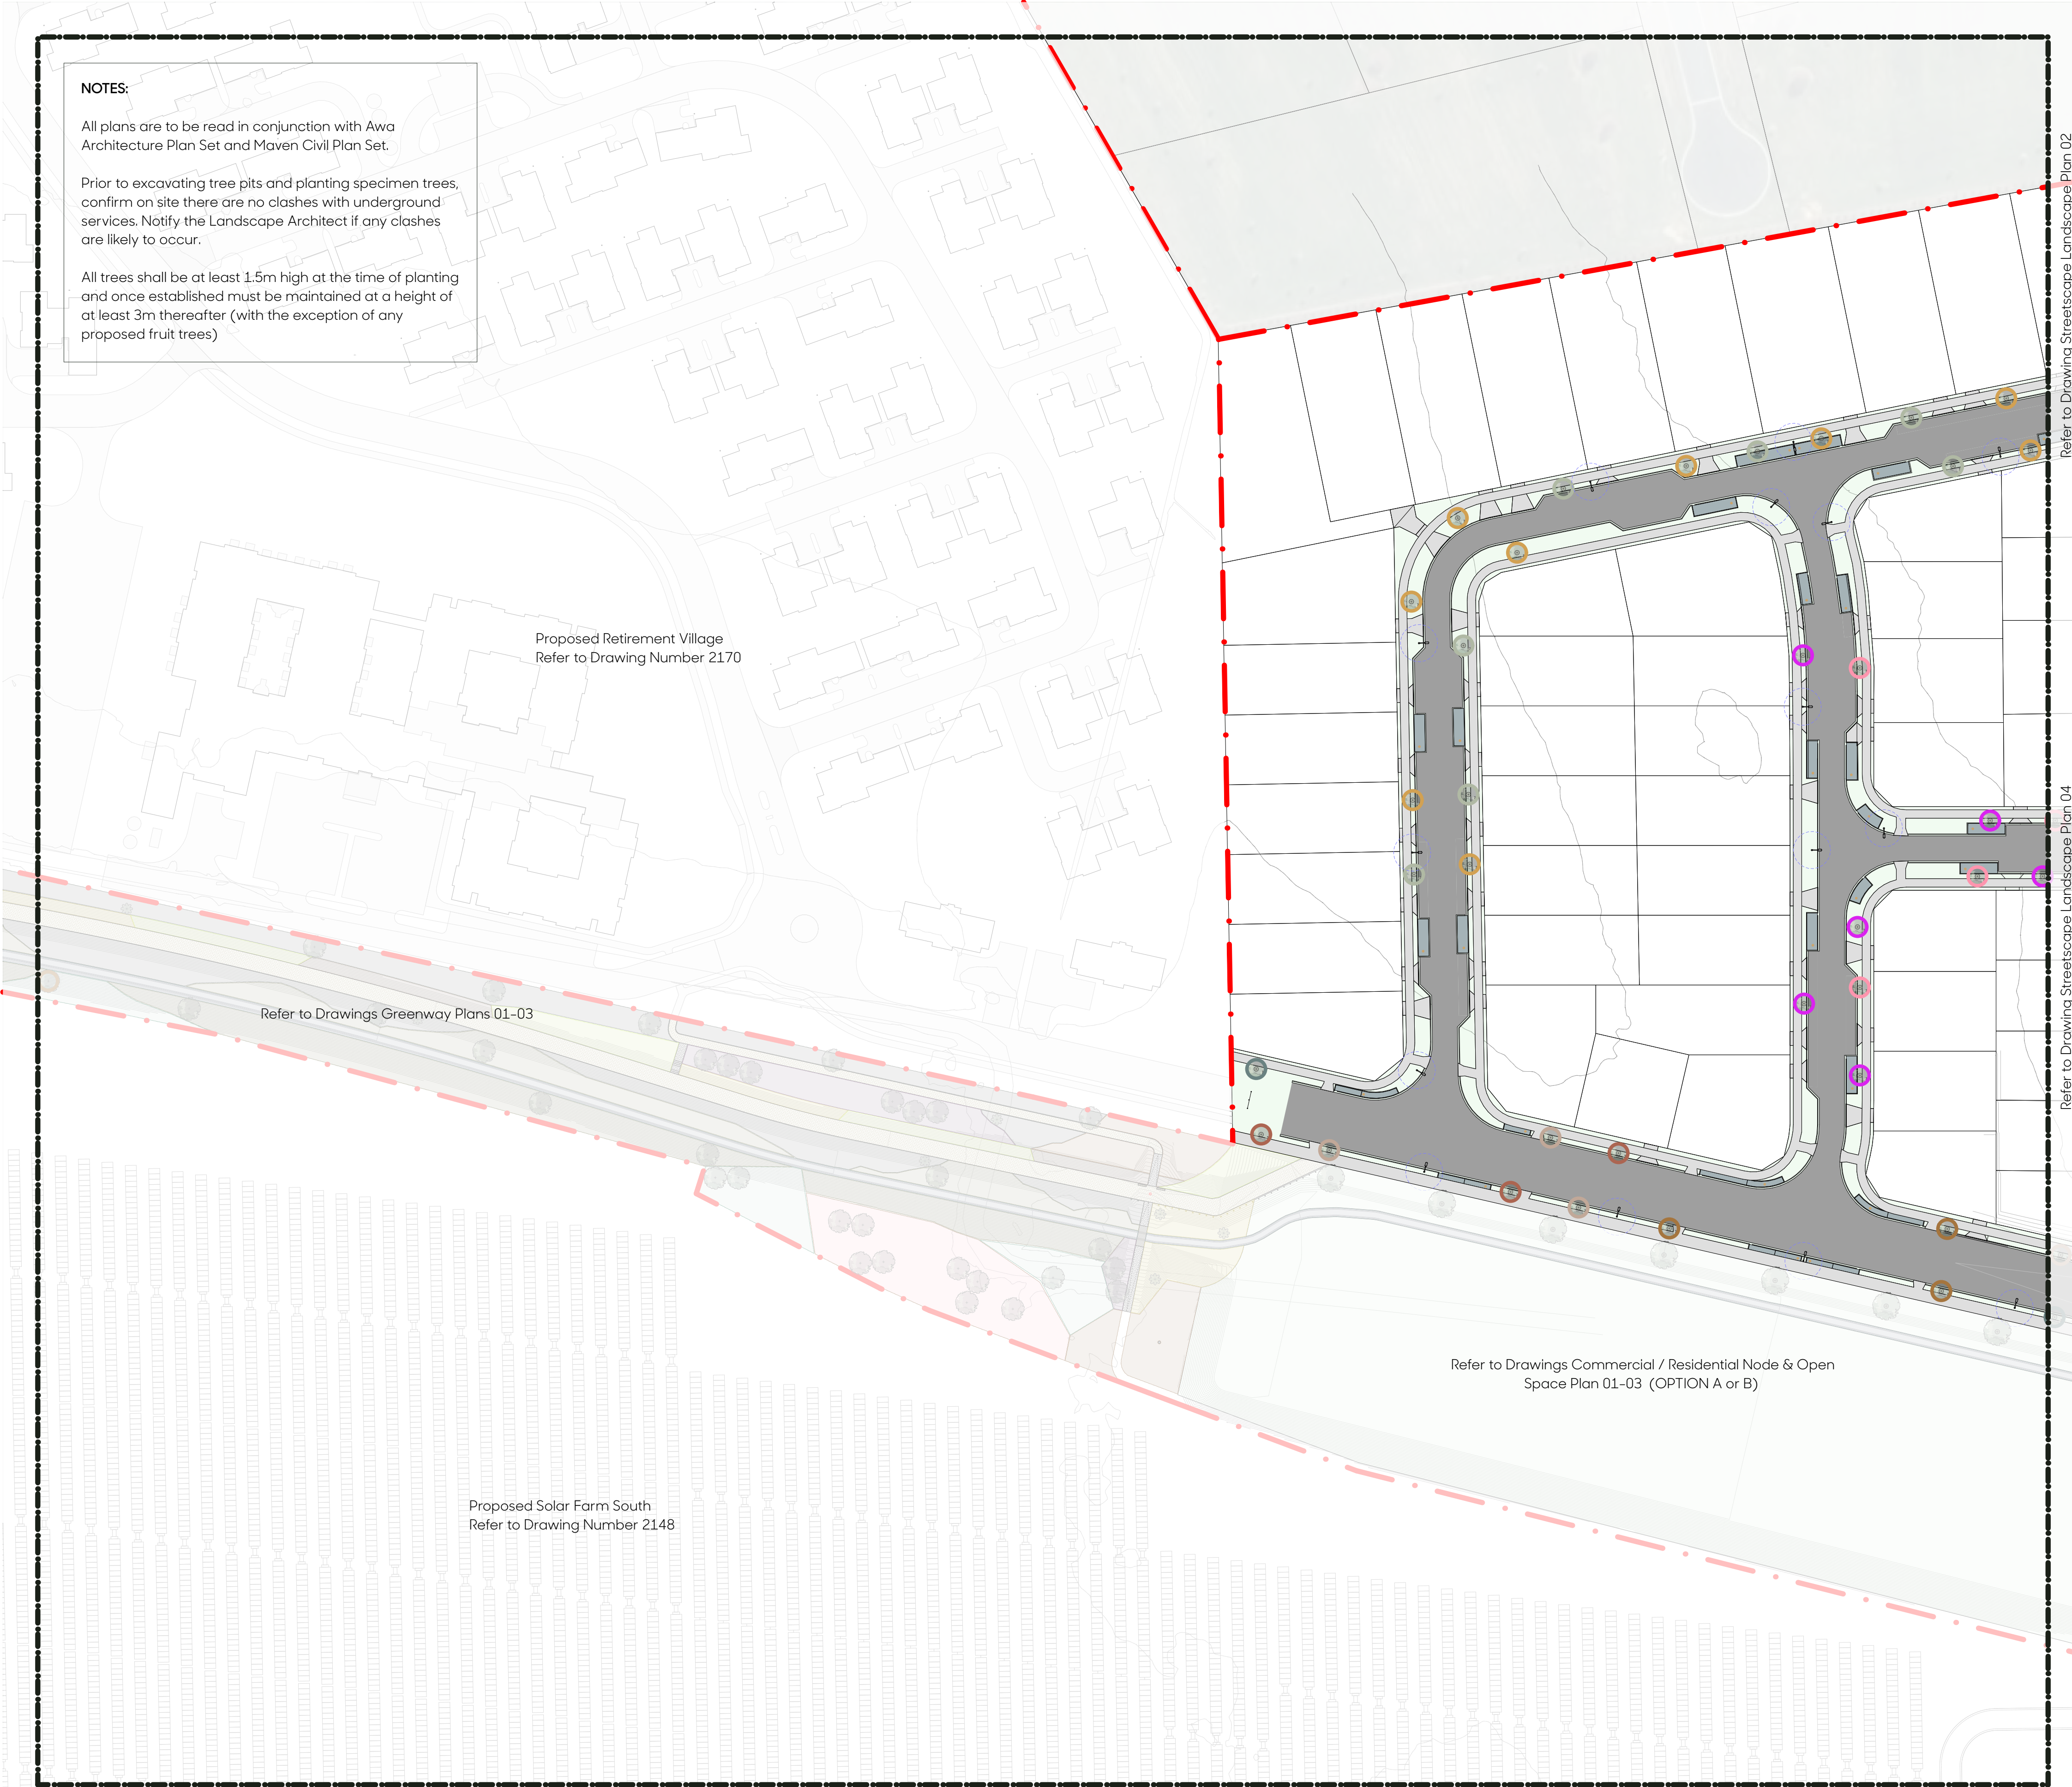 NOTES:
All plans are to be read in conjunction with Awa
Architecture Plan Set and Maven Civil Plan Set.
Prior to excavating tree pits and planting specimen trees,
confirm on site there are no clashes with underground
services. Notify the Landscape Architect if any clashes
are likely to occur.
All trees shall be at least 1.5m high at the time of planting
and once established must be maintained at a height of
at least 3m thereafter (with the exception of any
proposed fruit trees)
Refer to Drawing Streetscape Landscape Plan 02
Proposed Retirement Village
Refer to Drawing Number 2170
Refer to Drawing Streetscape Landscape Plan 04
Refer to Drawings Greenway Plans 01-03
Refer to Drawings Commercial / Residential Node & Open
Space Plan 01-03 (OPTION A or B)
Proposed Solar Farm South
Refer to Drawing Number 2148